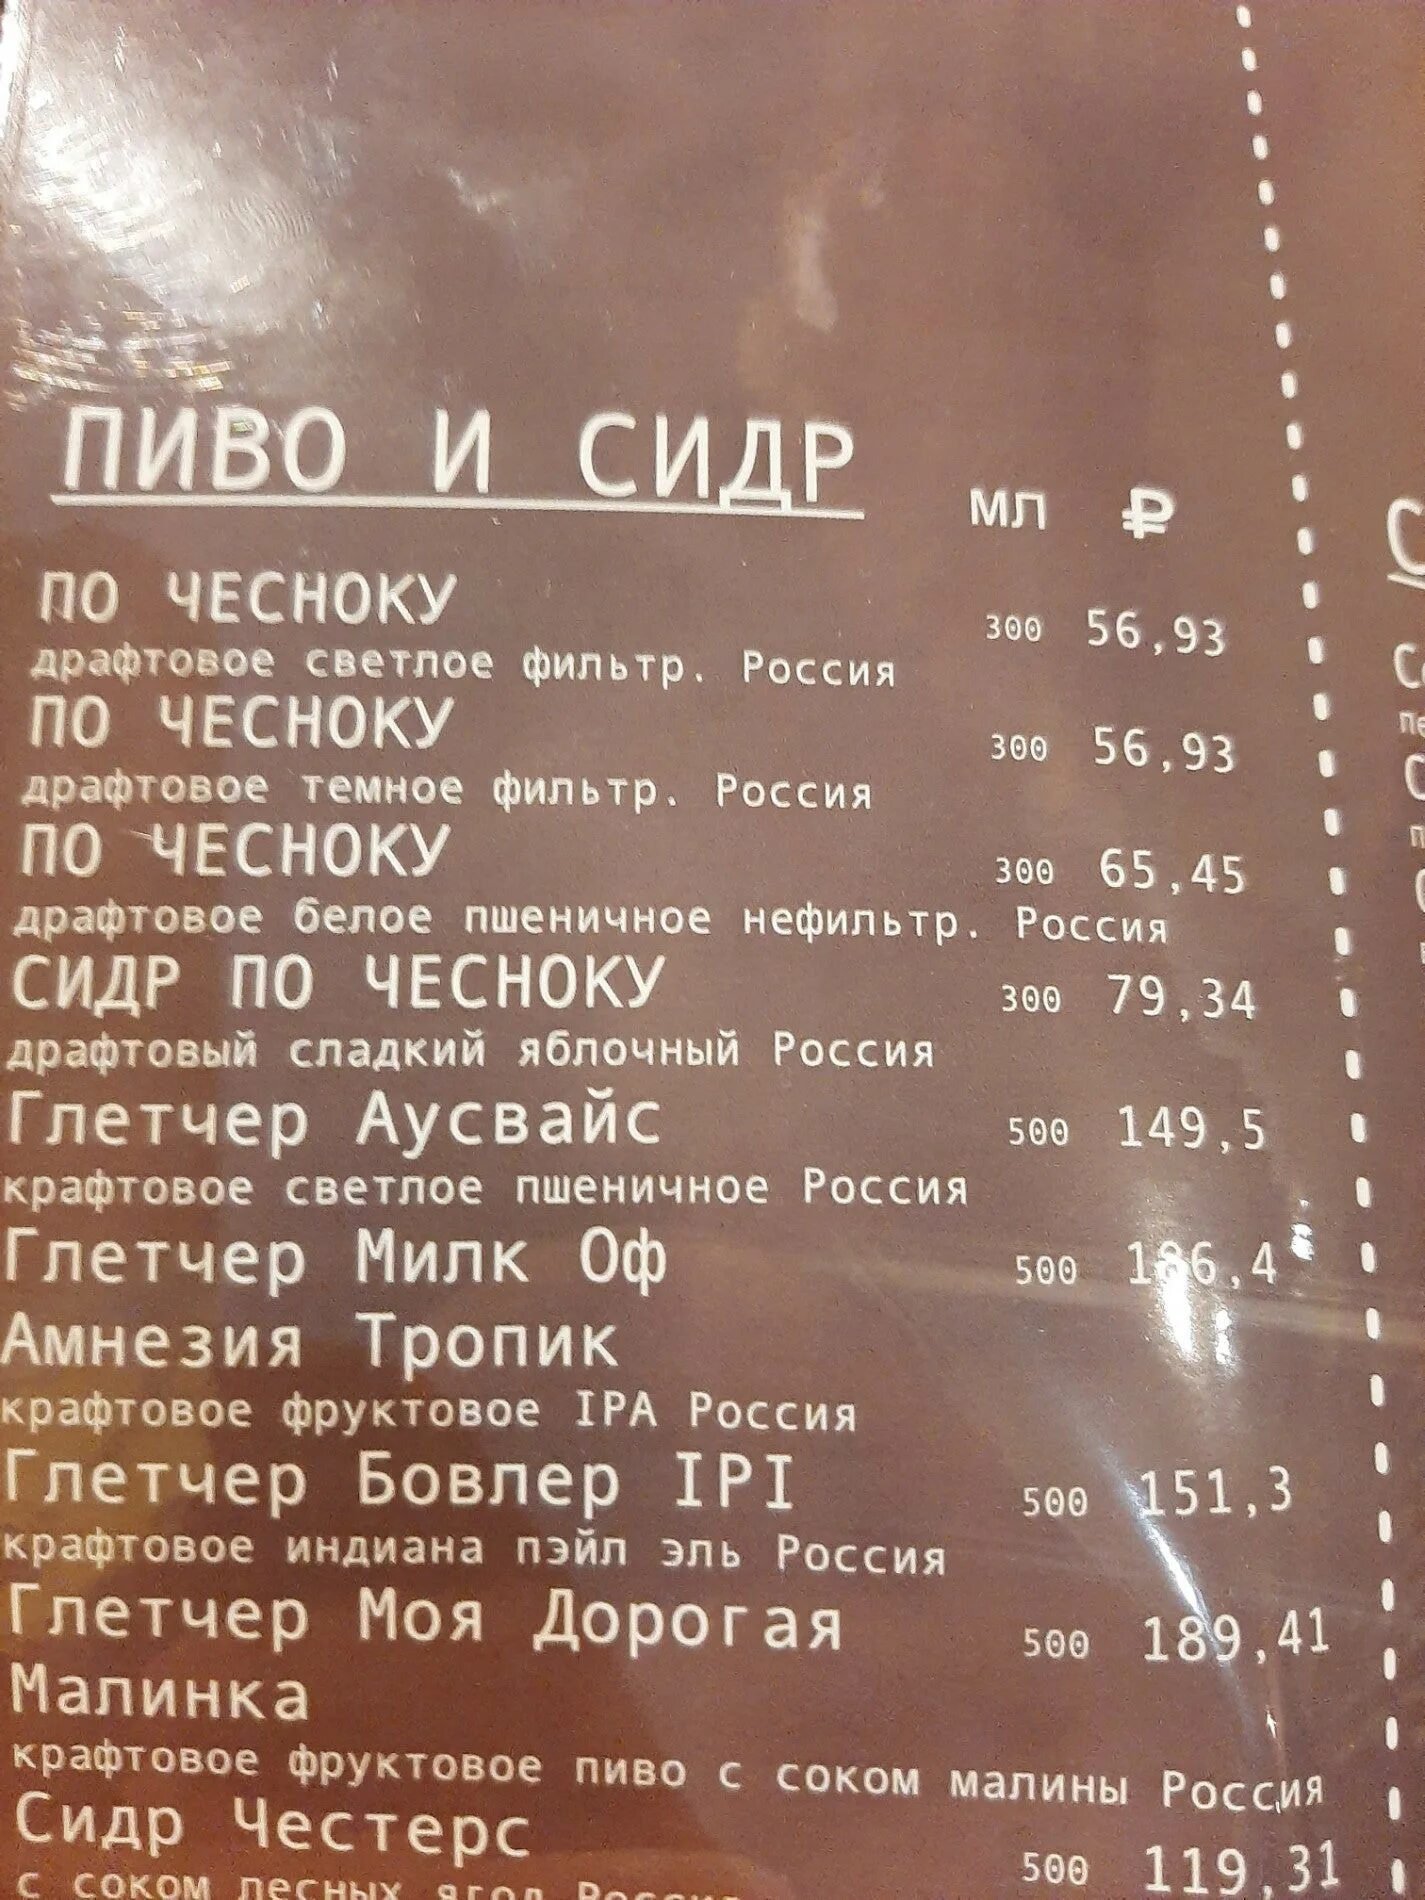 ПИВО И СИДР МЛ ₽
ПО ЧЕСНОКУ 300 56,93
драфтовое светлое фильтр. Россия
ПО ЧЕСНОКУ 300 56,93
драфтовое темное фильтр. Россия
ПО ЧЕСНОКУ 300 65,45
драфтовое белое пшеничное нефильтр. Россия
СИДР ПО ЧЕСНОКУ 300 79,34
драфтовый сладкий яблочный Россия
Глетчер Аусвайс 500 149,5
крафтовое светлое пшеничное Россия
Глетчер Милк Оф 500
Амнезия Тропик
крафтовое фруктовое IPA Россия
Глетчер Бовлер IPI 500 151,3
крафтовое индиана пэйл эль Россия
Глетчер Моя Дорогая 500 189,41
Малинка
крафтовое фруктовое пиво с соком малины Россия
Сидр Честерс 500 119,31
с соком лесных ягод